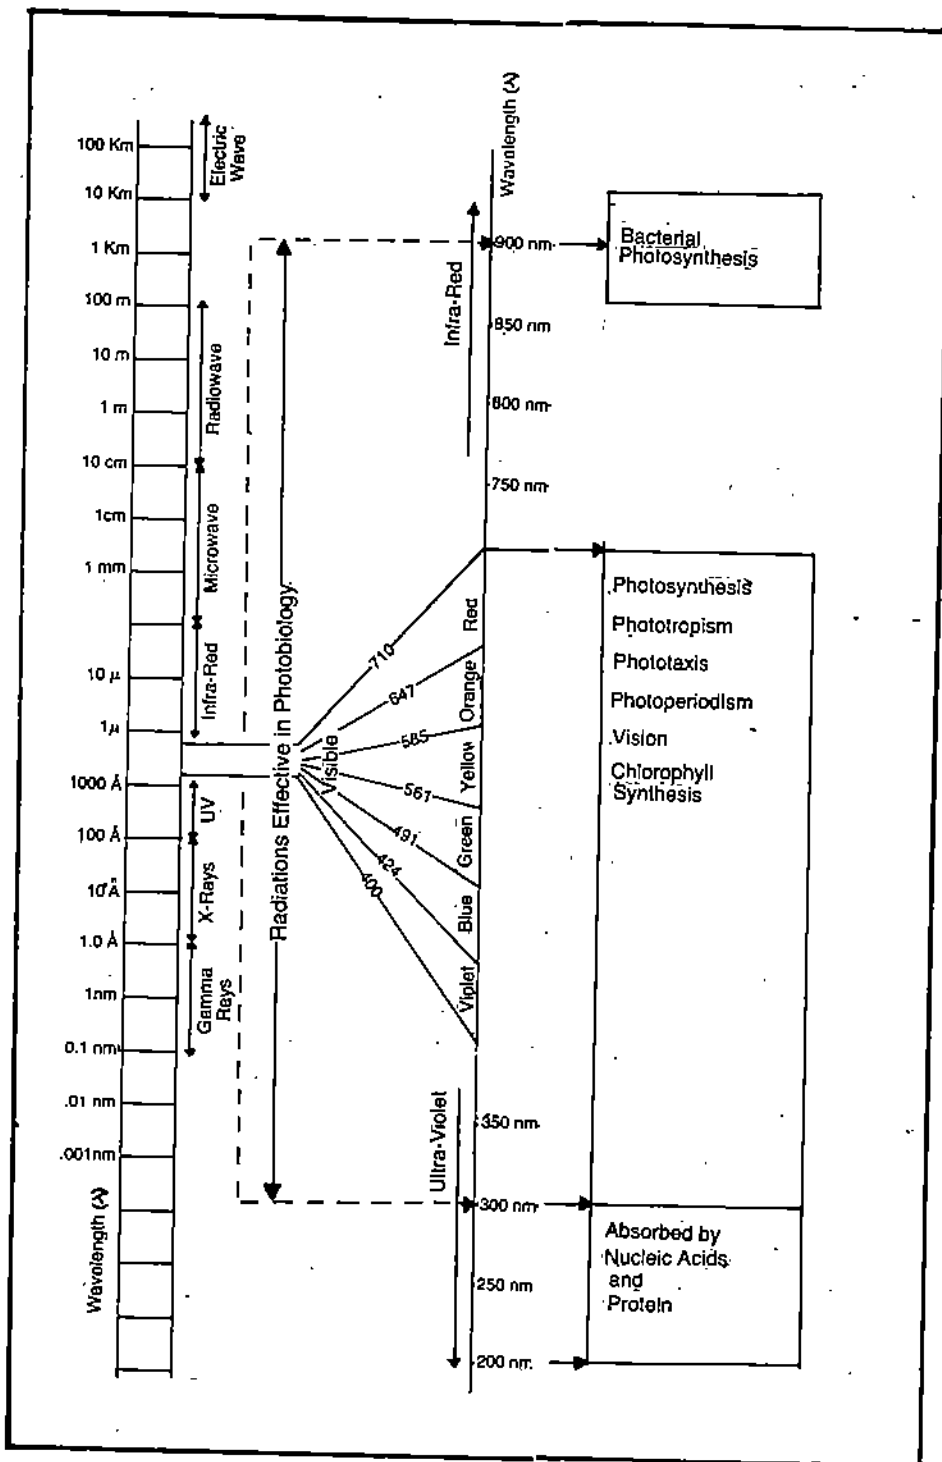 100 Km
10 Km
1 Km
100 m
10 m
1 m
10 cm
1cm
1 mm
10 µ
1µ
1000 Å
100 Å
10 Å
1.0 Å
1nm
0.1 nm
.01 nm
.001nm
Wavelength (λ)
Electric
Wave
Radiowave
Microwave
Infra-Red
UV
X-Rays
Gamma
Rays
Radiations Effective in Photobiology
Visible
710
647
585
567
491
424
400
Wavelength (λ)
Infra-Red
Red
Orange
Yellow
Green
Blue
Violet
Ultra-Violet
900 nm
850 nm
800 nm
750 nm
350 nm
300 nm
250 nm
200 nm
Bacterial
Photosynthesis
Photosynthesis
Phototropism
Phototaxis
Photoperiodism
Vision
Chlorophyll
Synthesis
Absorbed by
Nucleic Acids
and
Protein